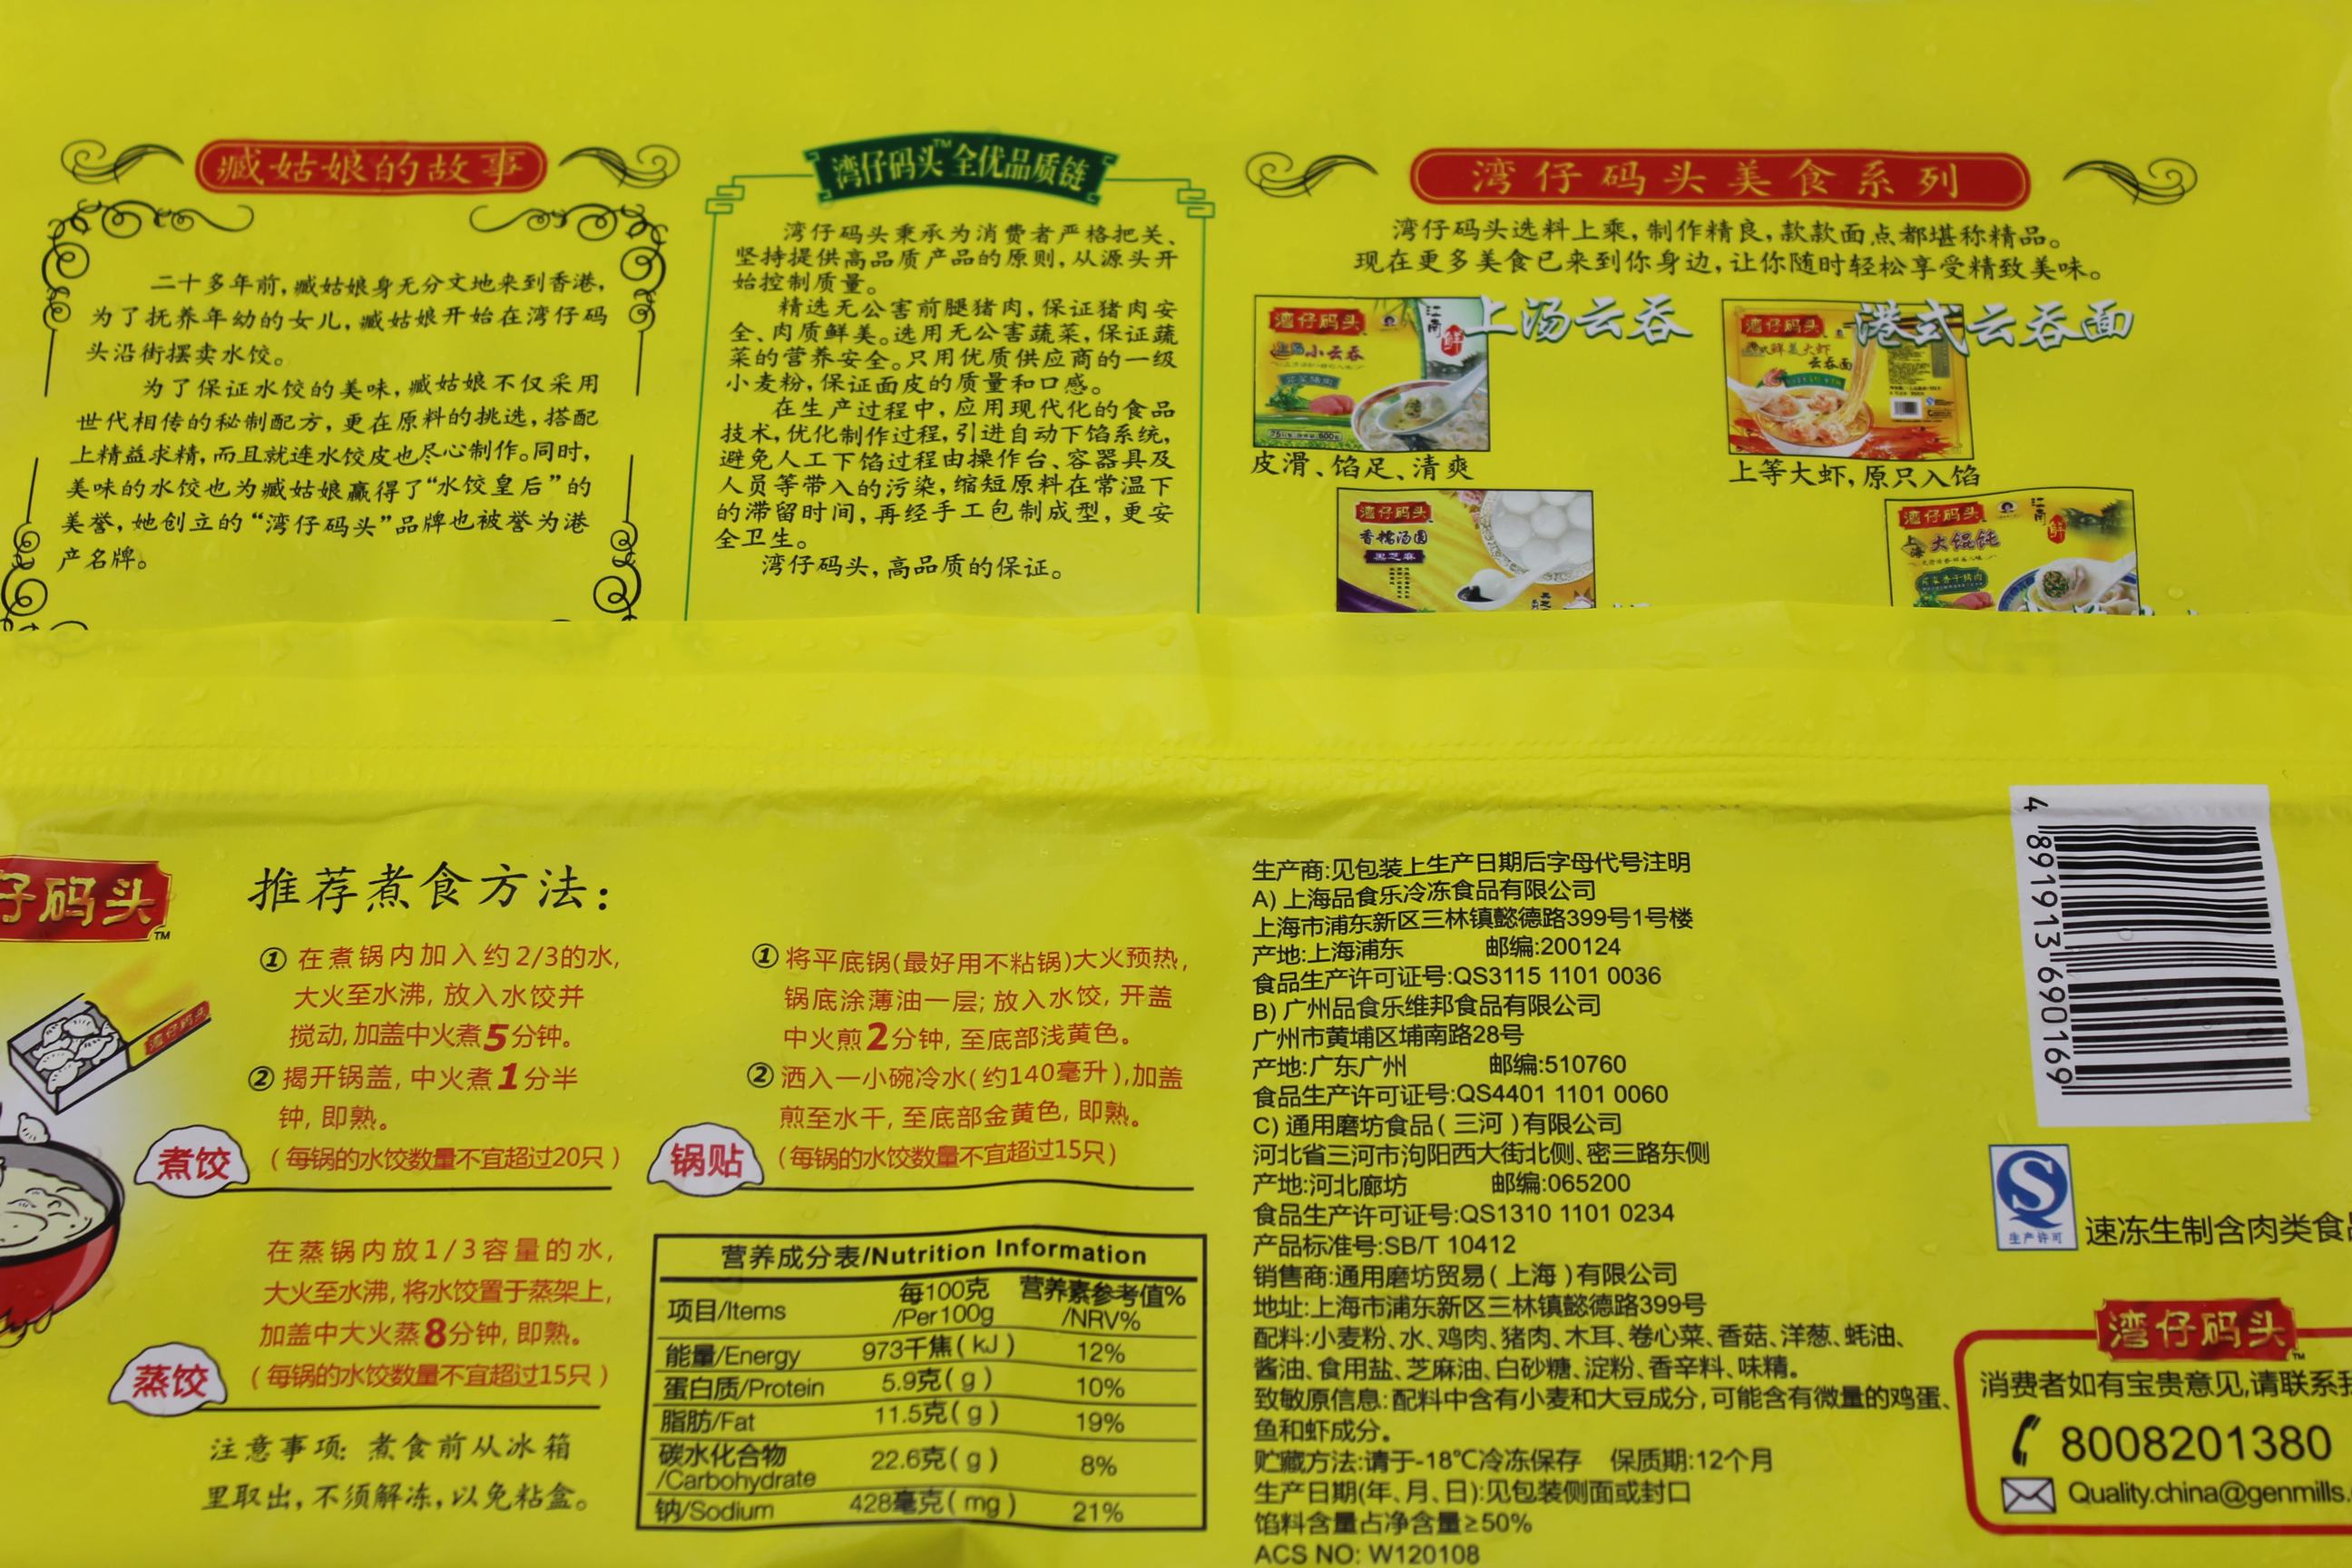 臧姑娘的故事
二十多年前,臧姑娘身无分文地来到香港,
为了抚养年幼的女儿,臧姑娘开始在湾仔码
头沿街摆卖水饺。
为了保证水饺的美味,臧姑娘不仅采用
世代相传的秘制配方,更在原料的挑选,搭配
上精益求精,而且就连水饺皮也尽心制作。同时,
美味的水饺也为臧姑娘赢得了“水饺皇后”的
美誉,她创立的“湾仔码头”品牌也被誉为港
产名牌。
湾仔码头™全优品质链
湾仔码头秉承为消费者严格把关、
坚持提供高品质产品的原则,从源头开
始控制质量。
精选无公害前腿猪肉,保证猪肉安
全、肉质鲜美。选用无公害蔬菜,保证蔬
菜的营养安全。只用优质供应商的一级
小麦粉,保证面皮的质量和口感。
在生产过程中,应用现代化的食品
技术,优化制作过程,引进自动下馅系统,
避免人工下馅过程由操作台、容器具及
人员等带入的污染,缩短原料在常温下
的滞留时间,再经手工包制成型,更安
全卫生。
湾仔码头,高品质的保证。
湾仔码头美食系列
湾仔码头选料上乘,制作精良,款款面点都堪称精品。
现在更多美食已来到你身边,让你随时轻松享受精致美味。
上汤云吞
湾仔码头
江南鲜
小云吞
600g
皮滑、馅足、清爽
港式云吞面
湾仔码头
鲜美大虾
云吞面
上等大虾,原只入馅
湾仔码头
香糯汤圆
黑芝麻
湾仔码头
江南鲜
上海大馄饨
荠菜香干猪肉
仔码头™
推荐煮食方法:
湾仔码头
① 在煮锅内加入约2/3的水,
大火至水沸, 放入水饺并
搅动, 加盖中火煮5分钟。
② 揭开锅盖, 中火煮1分半
钟, 即熟。
煮饺
(每锅的水饺数量不宜超过20只)
在蒸锅内放1/3容量的水,
大火至水沸, 将水饺置于蒸架上,
加盖中大火蒸8分钟, 即熟。
蒸饺
(每锅的水饺数量不宜超过15只)
注意事项: 煮食前从冰箱
里取出, 不须解冻, 以免粘盒。
① 将平底锅(最好用不粘锅)大火预热,
锅底涂薄油一层; 放入水饺, 开盖
中火煎2分钟, 至底部浅黄色。
② 洒入一小碗冷水(约140毫升),加盖
煎至水干, 至底部金黄色, 即熟。
锅贴
(每锅的水饺数量不宜超过15只)
营养成分表/Nutrition Information
项目/Items 每100克/Per100g 营养素参考值%/NRV%
能量/Energy 973千焦(kJ) 12%
蛋白质/Protein 5.9克(g) 10%
脂肪/Fat 11.5克(g) 19%
碳水化合物/Carbohydrate 22.6克(g) 8%
钠/Sodium 428毫克(mg) 21%
生产商:见包装上生产日期后字母代号注明
A) 上海品食乐冷冻食品有限公司
上海市浦东新区三林镇懿德路399号1号楼
产地:上海浦东 邮编:200124
食品生产许可证号:QS3115 1101 0036
B) 广州品食乐维邦食品有限公司
广州市黄埔区埔南路28号
产地:广东广州 邮编:510760
食品生产许可证号:QS4401 1101 0060
C) 通用磨坊食品(三河)有限公司
河北省三河市泃阳西大街北侧、密三路东侧
产地:河北廊坊 邮编:065200
食品生产许可证号:QS1310 1101 0234
产品标准号:SB/T 10412
销售商:通用磨坊贸易(上海)有限公司
地址:上海市浦东新区三林镇懿德路399号
配料:小麦粉、水、鸡肉、猪肉、木耳、卷心菜、香菇、洋葱、蚝油、
酱油、食用盐、芝麻油、白砂糖、淀粉、香辛料、味精。
致敏原信息: 配料中含有小麦和大豆成分, 可能含有微量的鸡蛋、
鱼和虾成分。
贮藏方法:请于-18℃冷冻保存 保质期:12个月
生产日期(年、月、日):见包装侧面或封口
馅料含量占净含量≥50%
ACS NO: W120108
4 891913 690169
生产许可
速冻生制含肉类食品
湾仔码头™
消费者如有宝贵意见,请联系我
8008201380
Quality.china@genmills.